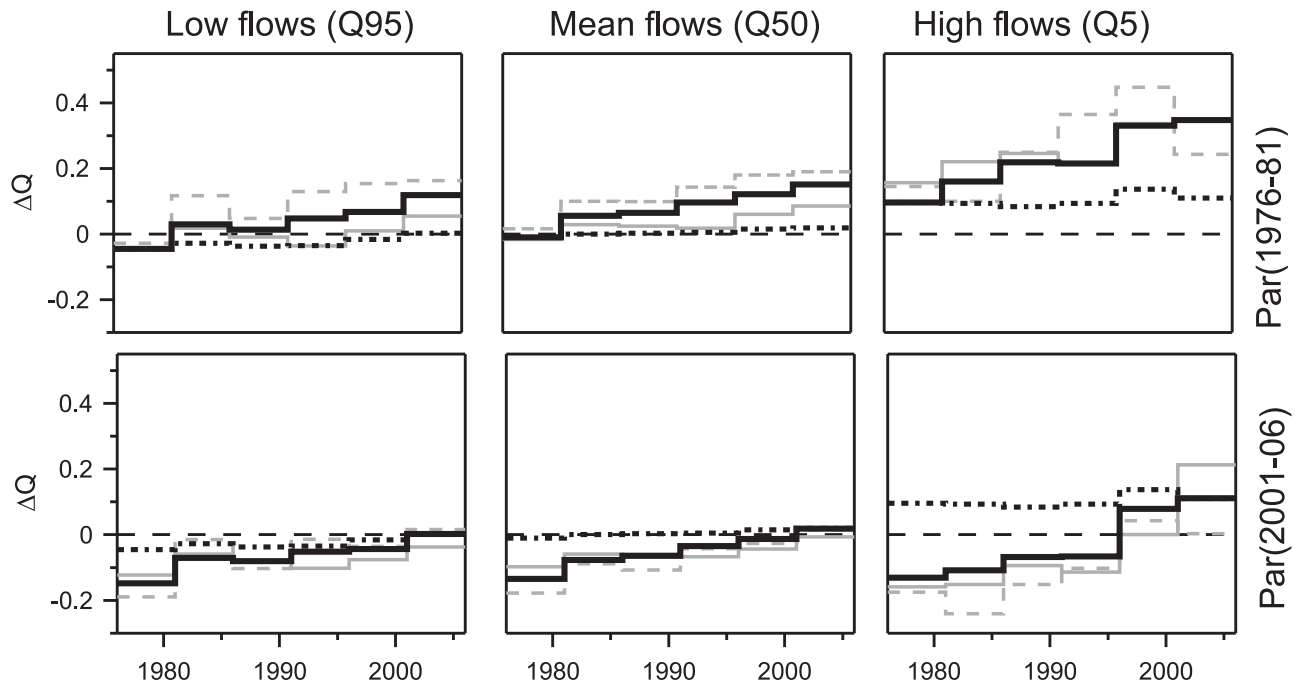 Low flows (Q95)
Mean flows (Q50)
High flows (Q5)
0.4
0.2
0
-0.2
ΔQ
Par(1976-81)
0.4
0.2
0
-0.2
ΔQ
Par(2001-06)
1980
1990
2000
1980
1990
2000
1980
1990
2000